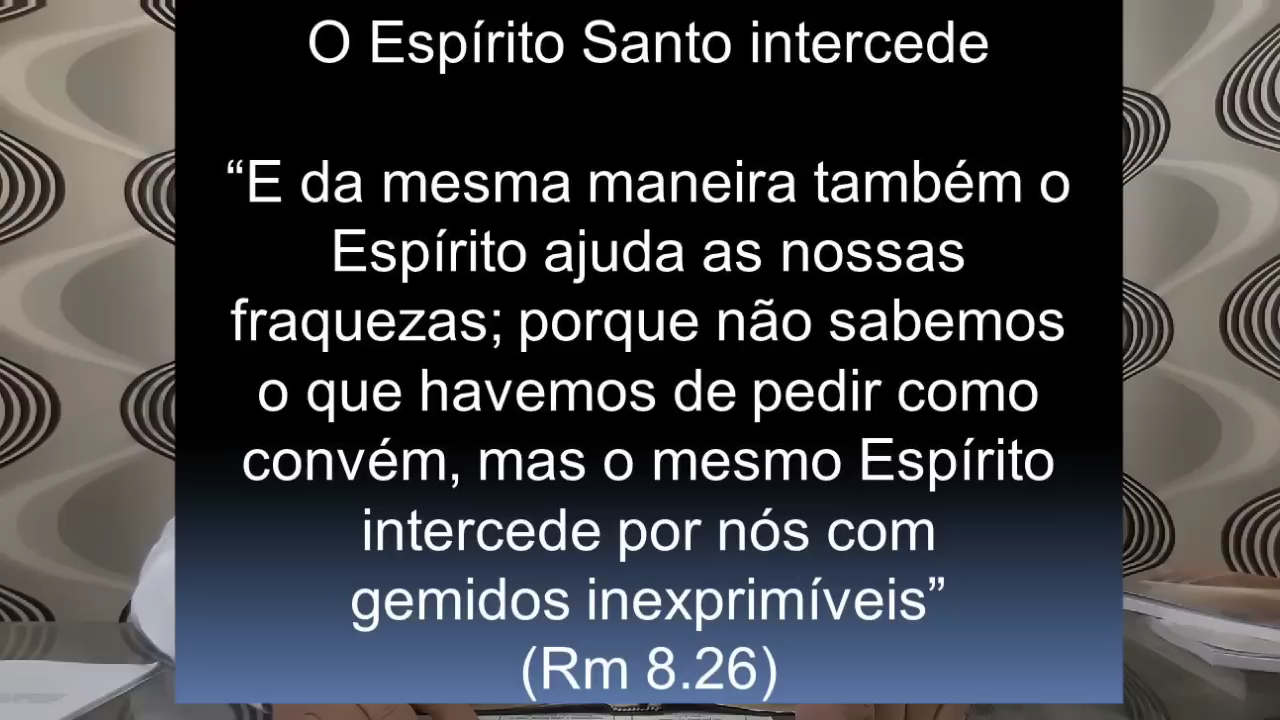 O Espírito Santo intercede
“E da mesma maneira também o
Espírito ajuda as nossas
fraquezas; porque não sabemos
o que havemos de pedir como
convém, mas o mesmo Espírito
intercede por nós com
gemidos inexprimíveis”
(Rm 8.26)